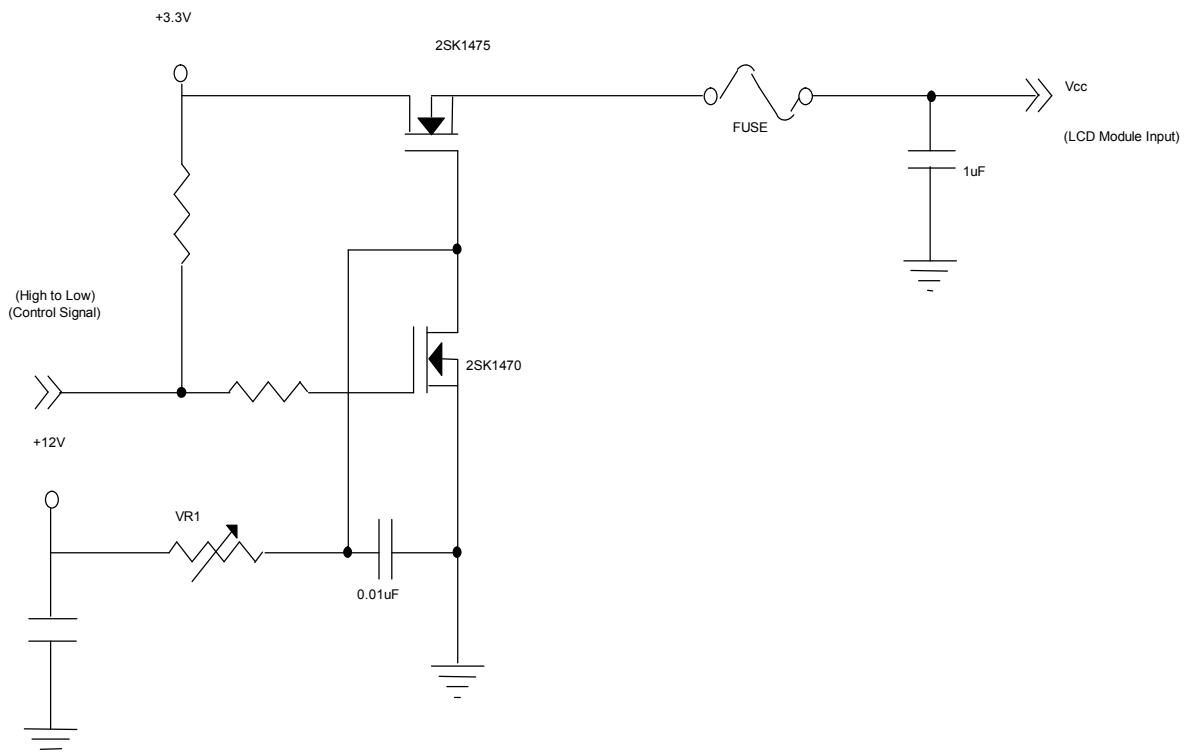 +3.3V
2SK1475
FUSE
Vcc
(LCD Module Input)
1uF
(High to Low)
(Control Signal)
2SK1470
+12V
VR1
0.01uF